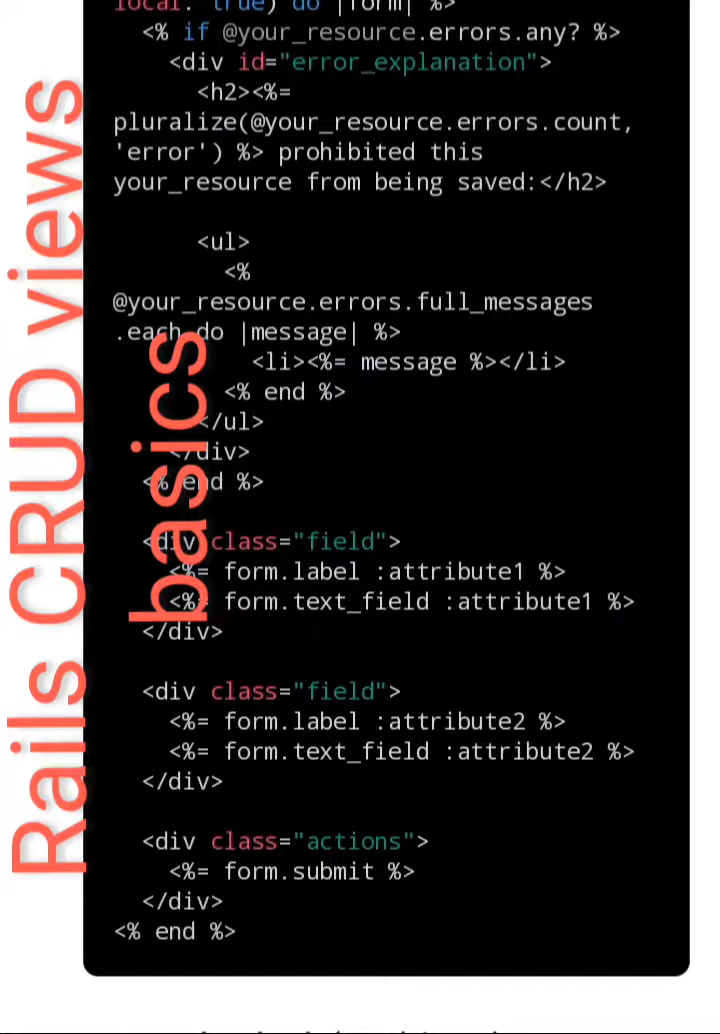 local: true) do |form| %>
<% if @your_resource.errors.any? %>
<div id="error_explanation">
<h2><%=
pluralize(@your_resource.errors.count,
'error') %> prohibited this
your_resource from being saved:</h2>
<ul>
<%
@your_resource.errors.full_messages
.each do |message| %>
<li><%= message %></li>
<% end %>
</ul>
</div>
<% end %>
<div class="field">
<%= form.label :attribute1 %>
<%= form.text_field :attribute1 %>
</div>
<div class="field">
<%= form.label :attribute2 %>
<%= form.text_field :attribute2 %>
</div>
<div class="actions">
<%= form.submit %>
</div>
<% end %>
Rails CRUD views
basics